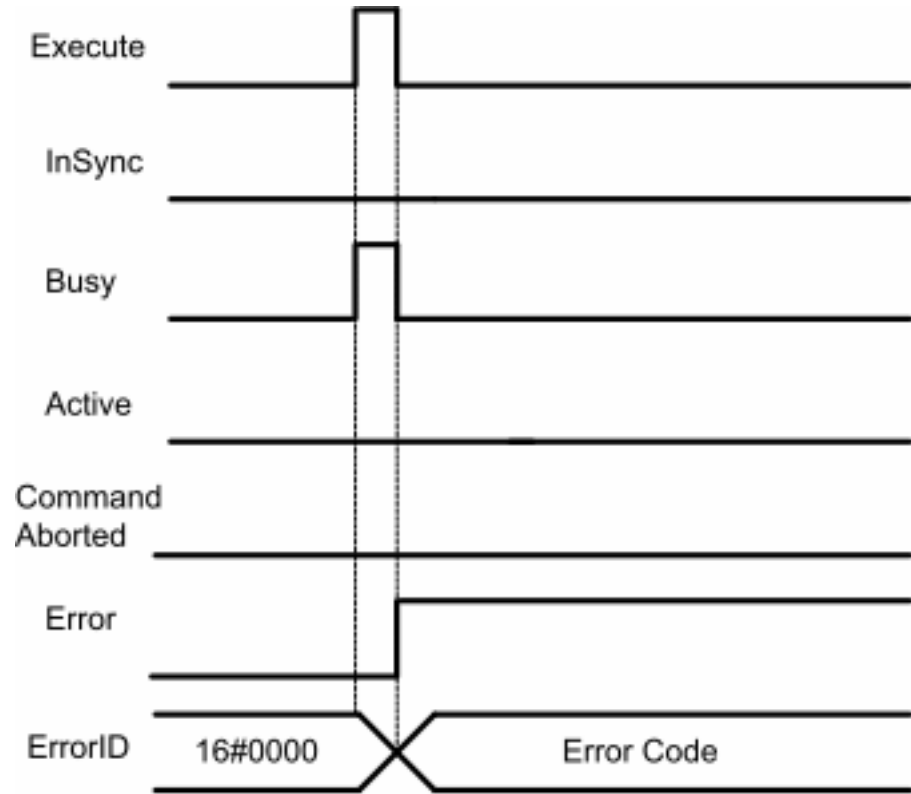 Execute
InSync
Busy
Active
Command
Aborted
Error
ErrorID
16#0000
Error Code